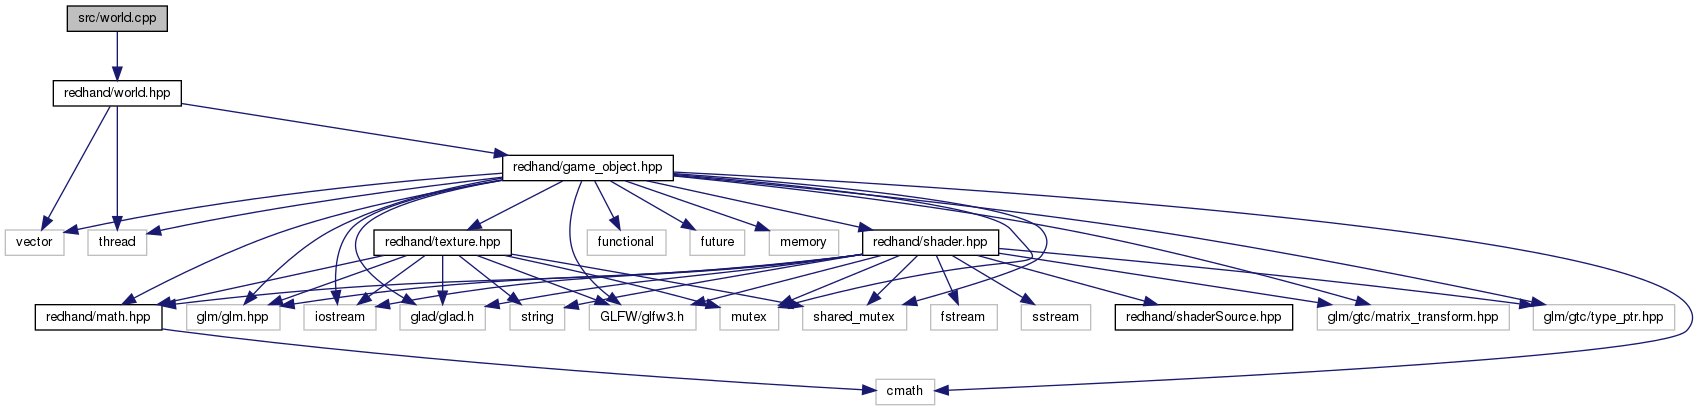 src/world.cpp
redhand/world.hpp
redhand/game_object.hpp
vector
thread
redhand/texture.hpp
functional
future
memory
redhand/shader.hpp
redhand/math.hpp
glm/glm.hpp
iostream
glad/glad.h
string
GLFW/glfw3.h
mutex
shared_mutex
fstream
sstream
redhand/shaderSource.hpp
glm/gtc/matrix_transform.hpp
glm/gtc/type_ptr.hpp
cmath